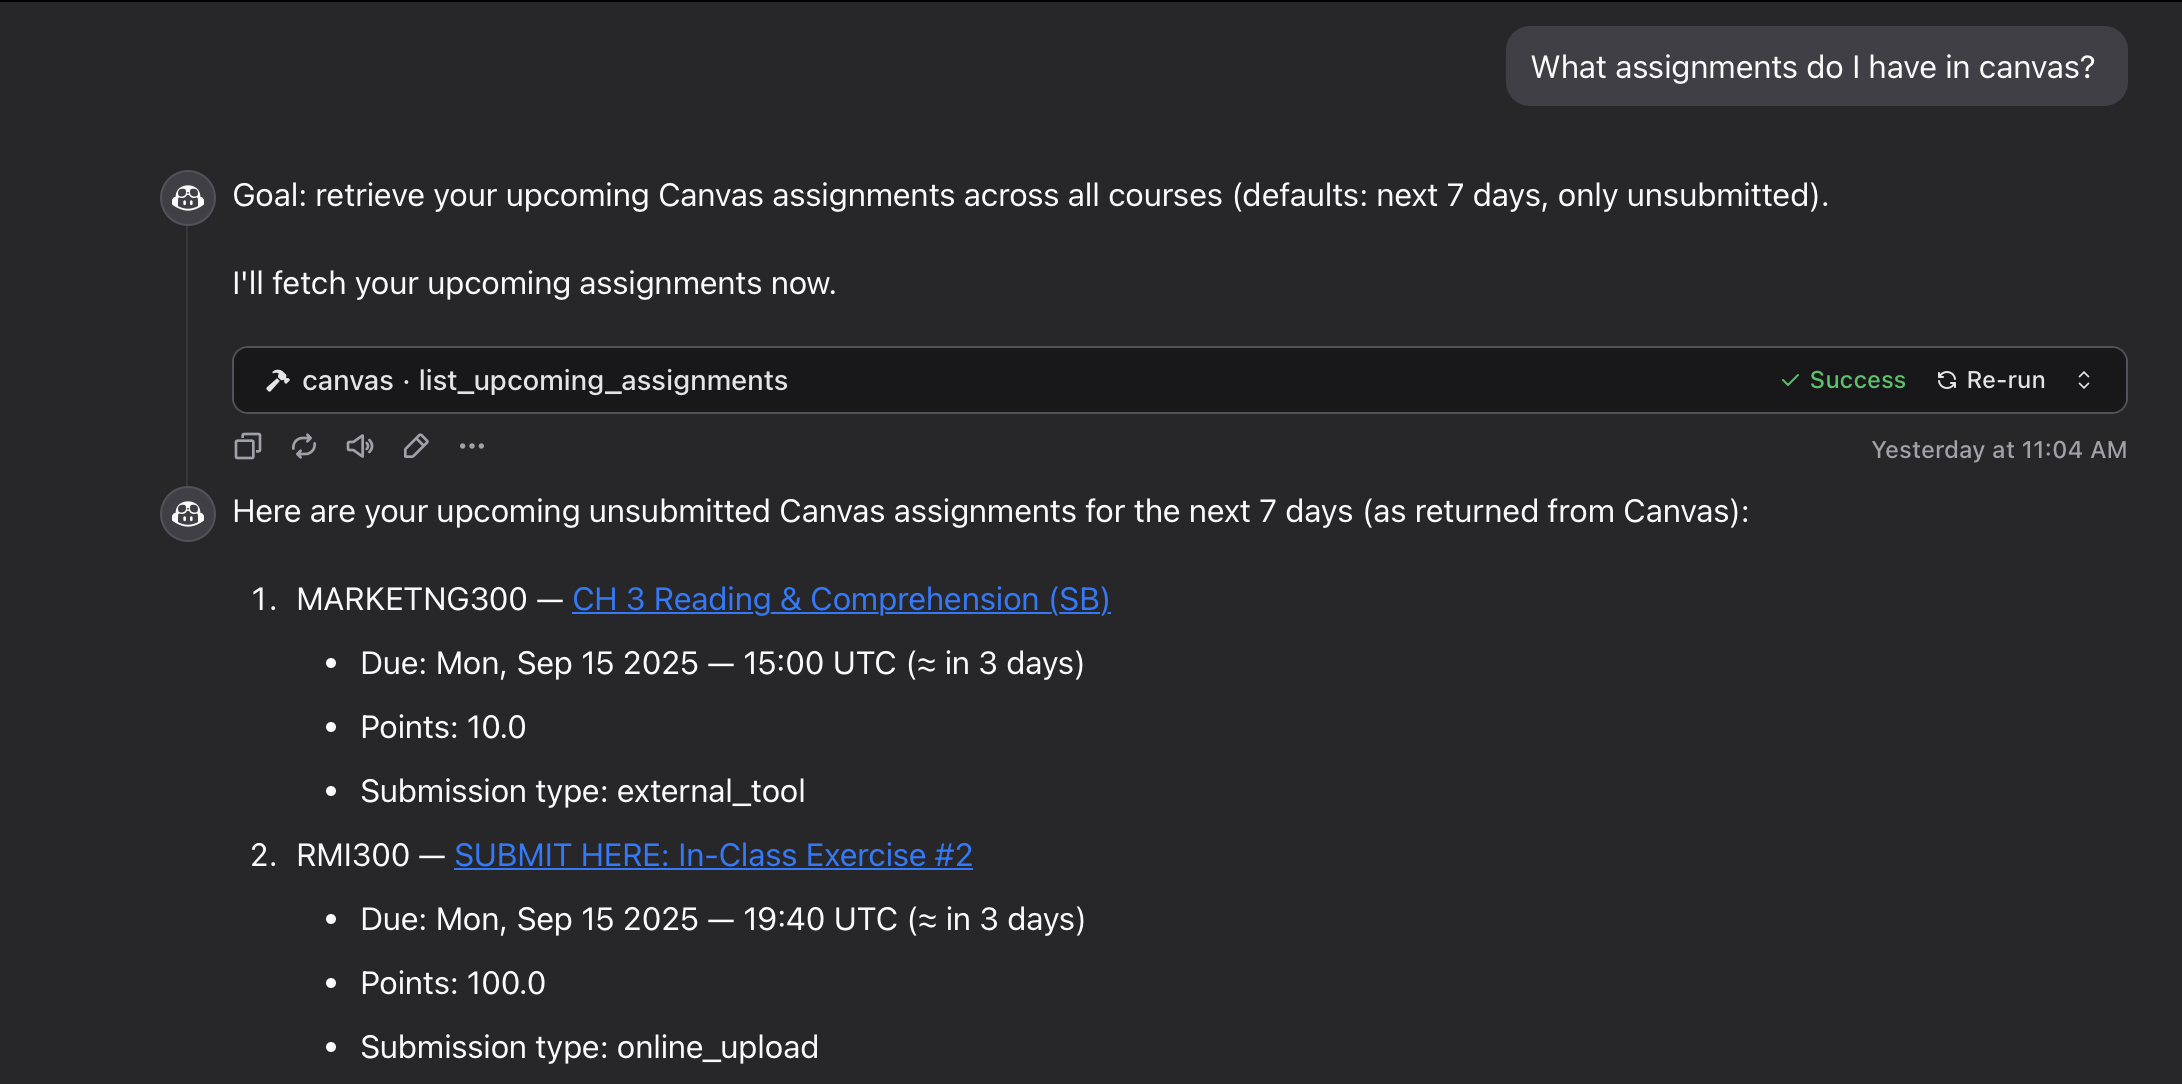 What assignments do I have in canvas?
Goal: retrieve your upcoming Canvas assignments across all courses (defaults: next 7 days, only unsubmitted).
I'll fetch your upcoming assignments now.
canvas · list_upcoming_assignments
Success
Re-run
Yesterday at 11:04 AM
Here are your upcoming unsubmitted Canvas assignments for the next 7 days (as returned from Canvas):
1. MARKETNG300 — CH 3 Reading & Comprehension (SB)
• Due: Mon, Sep 15 2025 — 15:00 UTC (≈ in 3 days)
• Points: 10.0
• Submission type: external_tool
2. RMI300 — SUBMIT HERE: In-Class Exercise #2
• Due: Mon, Sep 15 2025 — 19:40 UTC (≈ in 3 days)
• Points: 100.0
• Submission type: online_upload